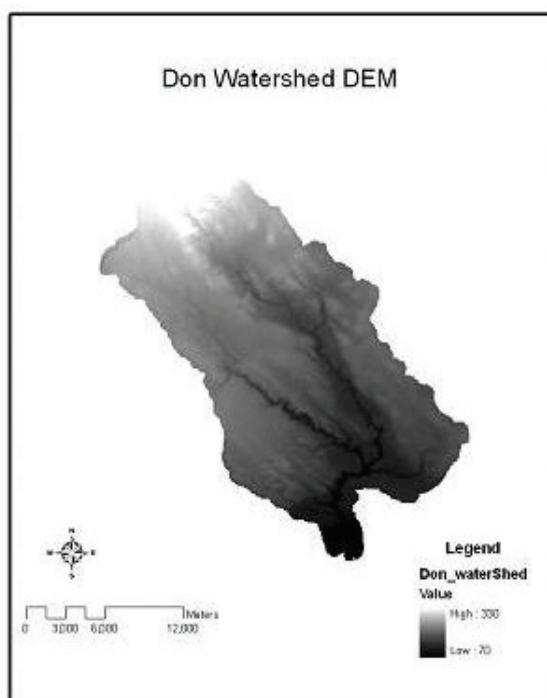 Don Watershed DEM
N
W E
S
Meters
0 3,000 6,000 12,000
Legend
Don_waterShed
Value
High : 330
Low : 70